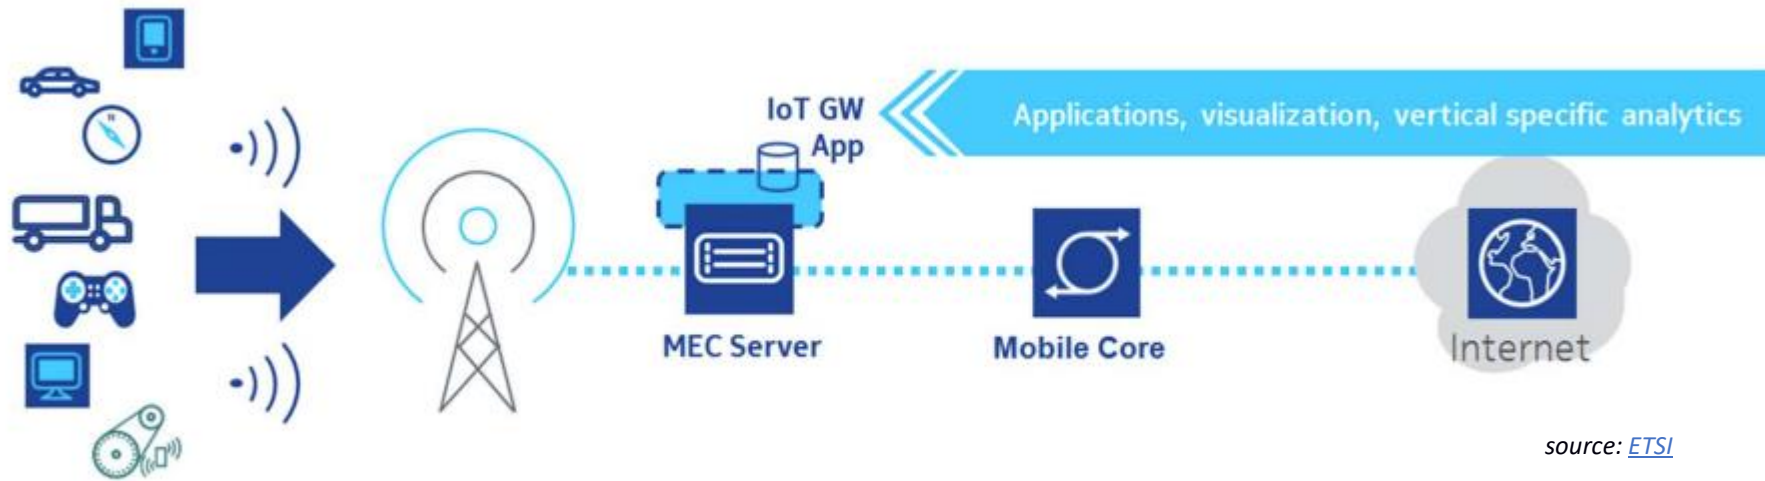 IoT GW
App
Applications, visualization, vertical specific analytics
N
MEC Server
Mobile Core
Internet
source: ETSI